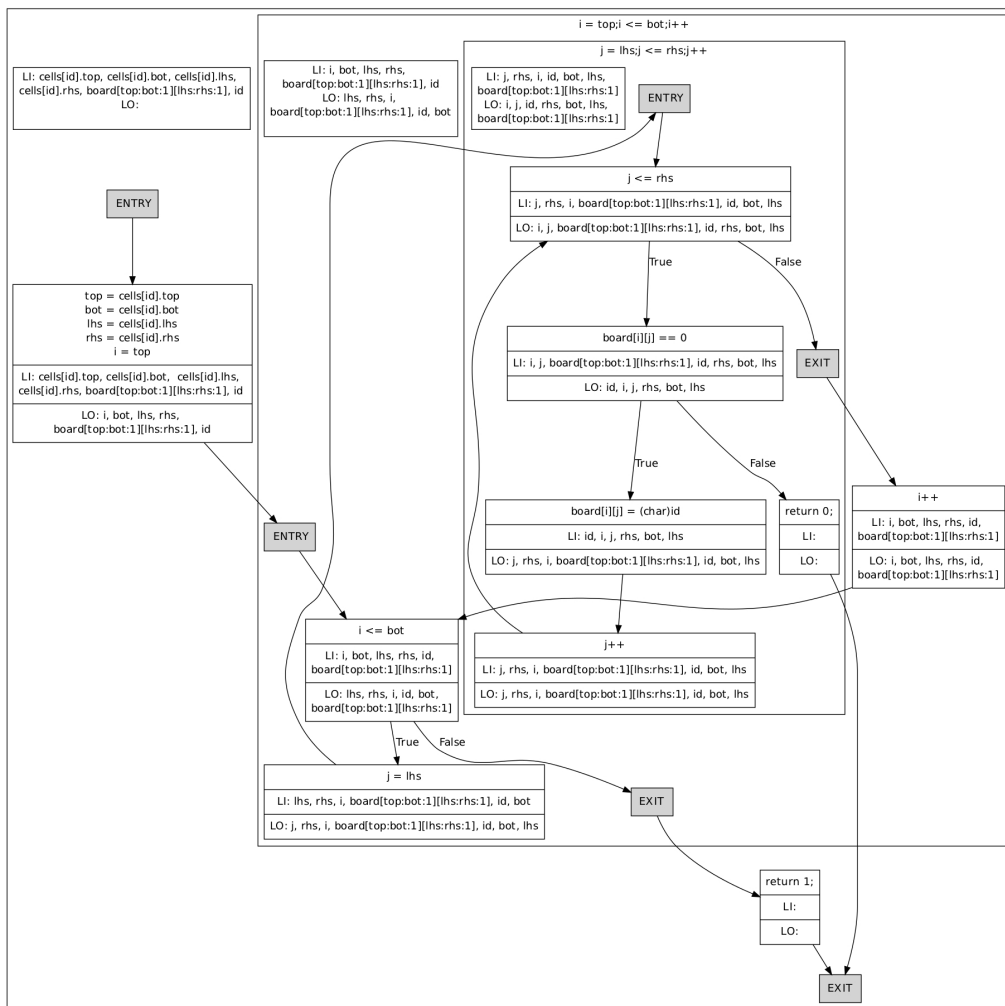 i = top;i <= bot;i++
j = lhs;j <= rhs;j++
LI: cells[id].top, cells[id].bot, cells[id].lhs,
cells[id].rhs, board[top:bot:1][lhs:rhs:1], id
LO:
LI: i, bot, lhs, rhs,
board[top:bot:1][lhs:rhs:1], id
LO: lhs, rhs, i,
board[top:bot:1][lhs:rhs:1], id, bot
LI: j, rhs, i, id, bot, lhs,
board[top:bot:1][lhs:rhs:1]
LO: i, j, id, rhs, bot, lhs,
board[top:bot:1][lhs:rhs:1]
ENTRY
j <= rhs
LI: j, rhs, i, board[top:bot:1][lhs:rhs:1], id, bot, lhs
LO: i, j, board[top:bot:1][lhs:rhs:1], id, rhs, bot, lhs
ENTRY
True
False
top = cells[id].top
bot = cells[id].bot
lhs = cells[id].lhs
rhs = cells[id].rhs
i = top
LI: cells[id].top, cells[id].bot, cells[id].lhs,
cells[id].rhs, board[top:bot:1][lhs:rhs:1], id
LO: i, bot, lhs, rhs,
board[top:bot:1][lhs:rhs:1], id
board[i][j] == 0
LI: i, j, board[top:bot:1][lhs:rhs:1], id, rhs, bot, lhs
LO: id, i, j, rhs, bot, lhs
EXIT
True
False
board[i][j] = (char)id
LI: id, i, j, rhs, bot, lhs
LO: j, rhs, i, board[top:bot:1][lhs:rhs:1], id, bot, lhs
return 0;
LI:
LO:
i++
LI: i, bot, lhs, rhs, id,
board[top:bot:1][lhs:rhs:1]
LO: i, bot, lhs, rhs, id,
board[top:bot:1][lhs:rhs:1]
ENTRY
i <= bot
LI: i, bot, lhs, rhs, id,
board[top:bot:1][lhs:rhs:1]
LO: lhs, rhs, i, id, bot,
board[top:bot:1][lhs:rhs:1]
j++
LI: j, rhs, i, board[top:bot:1][lhs:rhs:1], id, bot, lhs
LO: j, rhs, i, board[top:bot:1][lhs:rhs:1], id, bot, lhs
True
False
j = lhs
LI: lhs, rhs, i, board[top:bot:1][lhs:rhs:1], id, bot
LO: j, rhs, i, board[top:bot:1][lhs:rhs:1], id, bot, lhs
EXIT
return 1;
LI:
LO:
EXIT